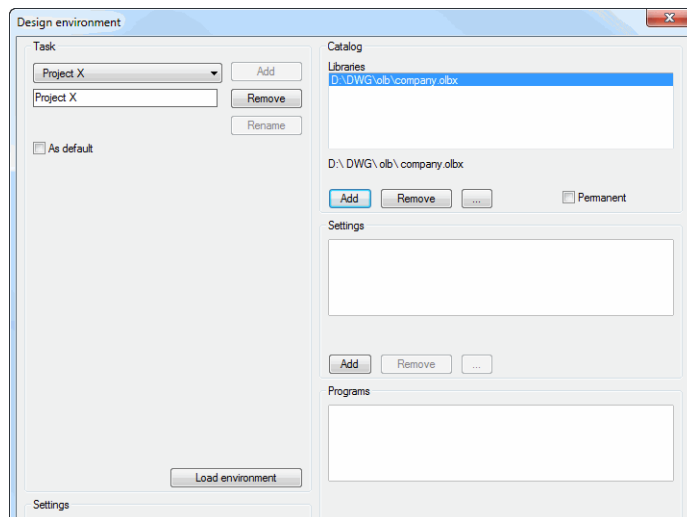 Design environment
Task
Project X
Add
Project X
Remove
Rename
As default
Load environment
Settings
Catalog
Libraries
D:\DWG\olb\company.olbx
D:\ DWG\ olb\ company.olbx
Add
Remove
...
Permanent
Settings
Add
Remove
...
Programs